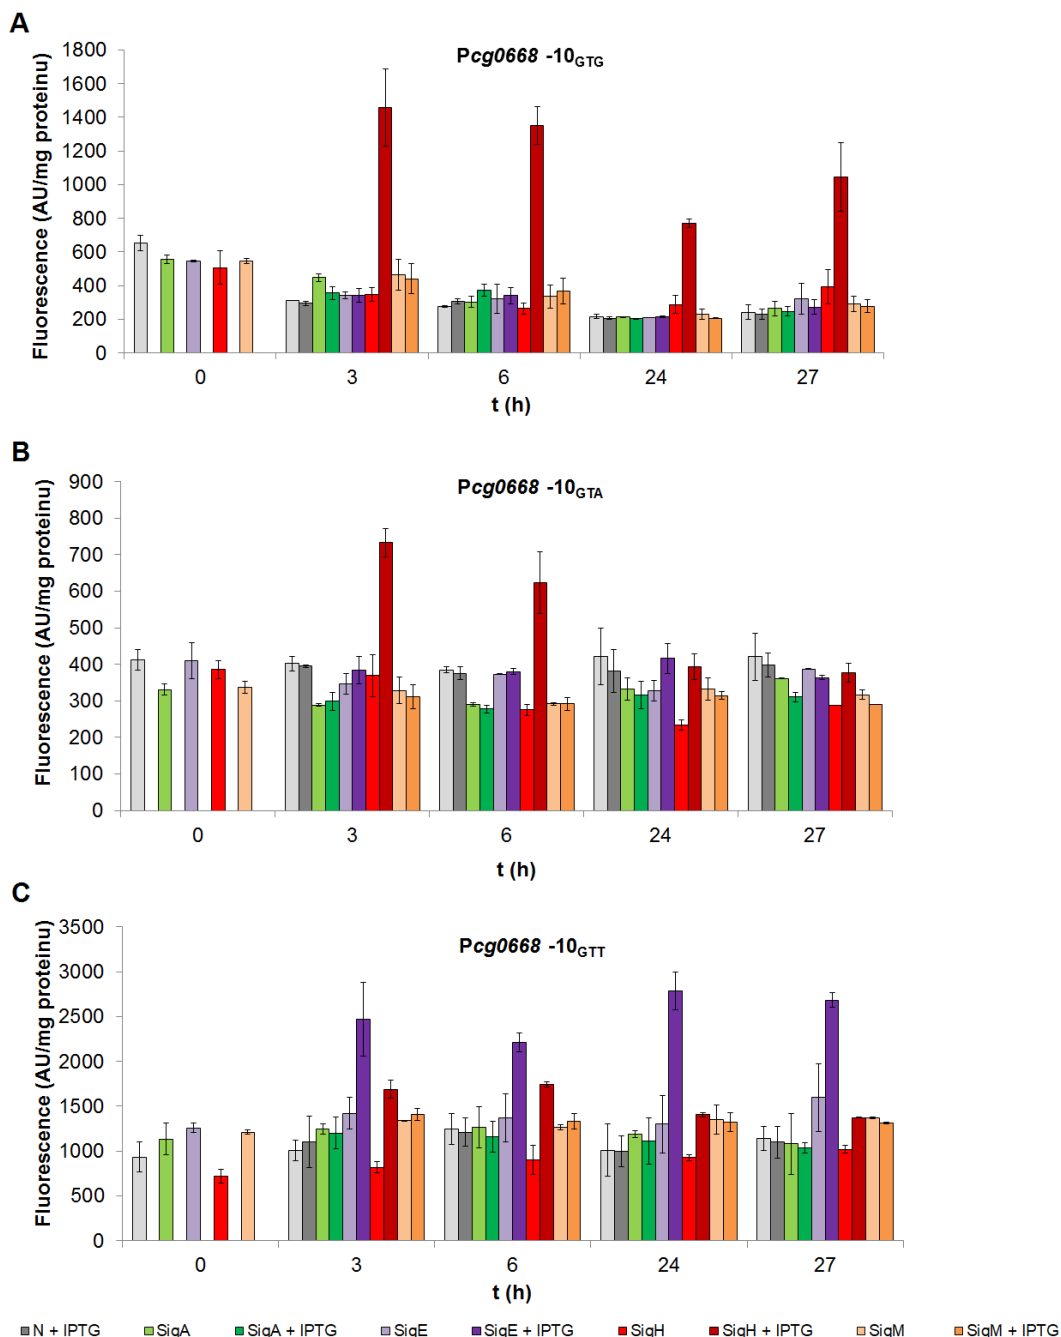 A
Pcg0668 -10GTG
Fluorescence (AU/mg proteinu)
1800
1600
1400
1200
1000
800
600
400
200
0
0 3 6 24 27
t (h)
B
Pcg0668 -10GTA
Fluorescence (AU/mg proteinu)
900
800
700
600
500
400
300
200
100
0
0 3 6 24 27
t (h)
C
Pcg0668 -10GTT
Fluorescence (AU/mg proteinu)
3500
3000
2500
2000
1500
1000
500
0
0 3 6 24 27
t (h)
N + IPTG SigA SigA + IPTG SigE SigE + IPTG SigH SigH + IPTG SigM SigM + IPTG